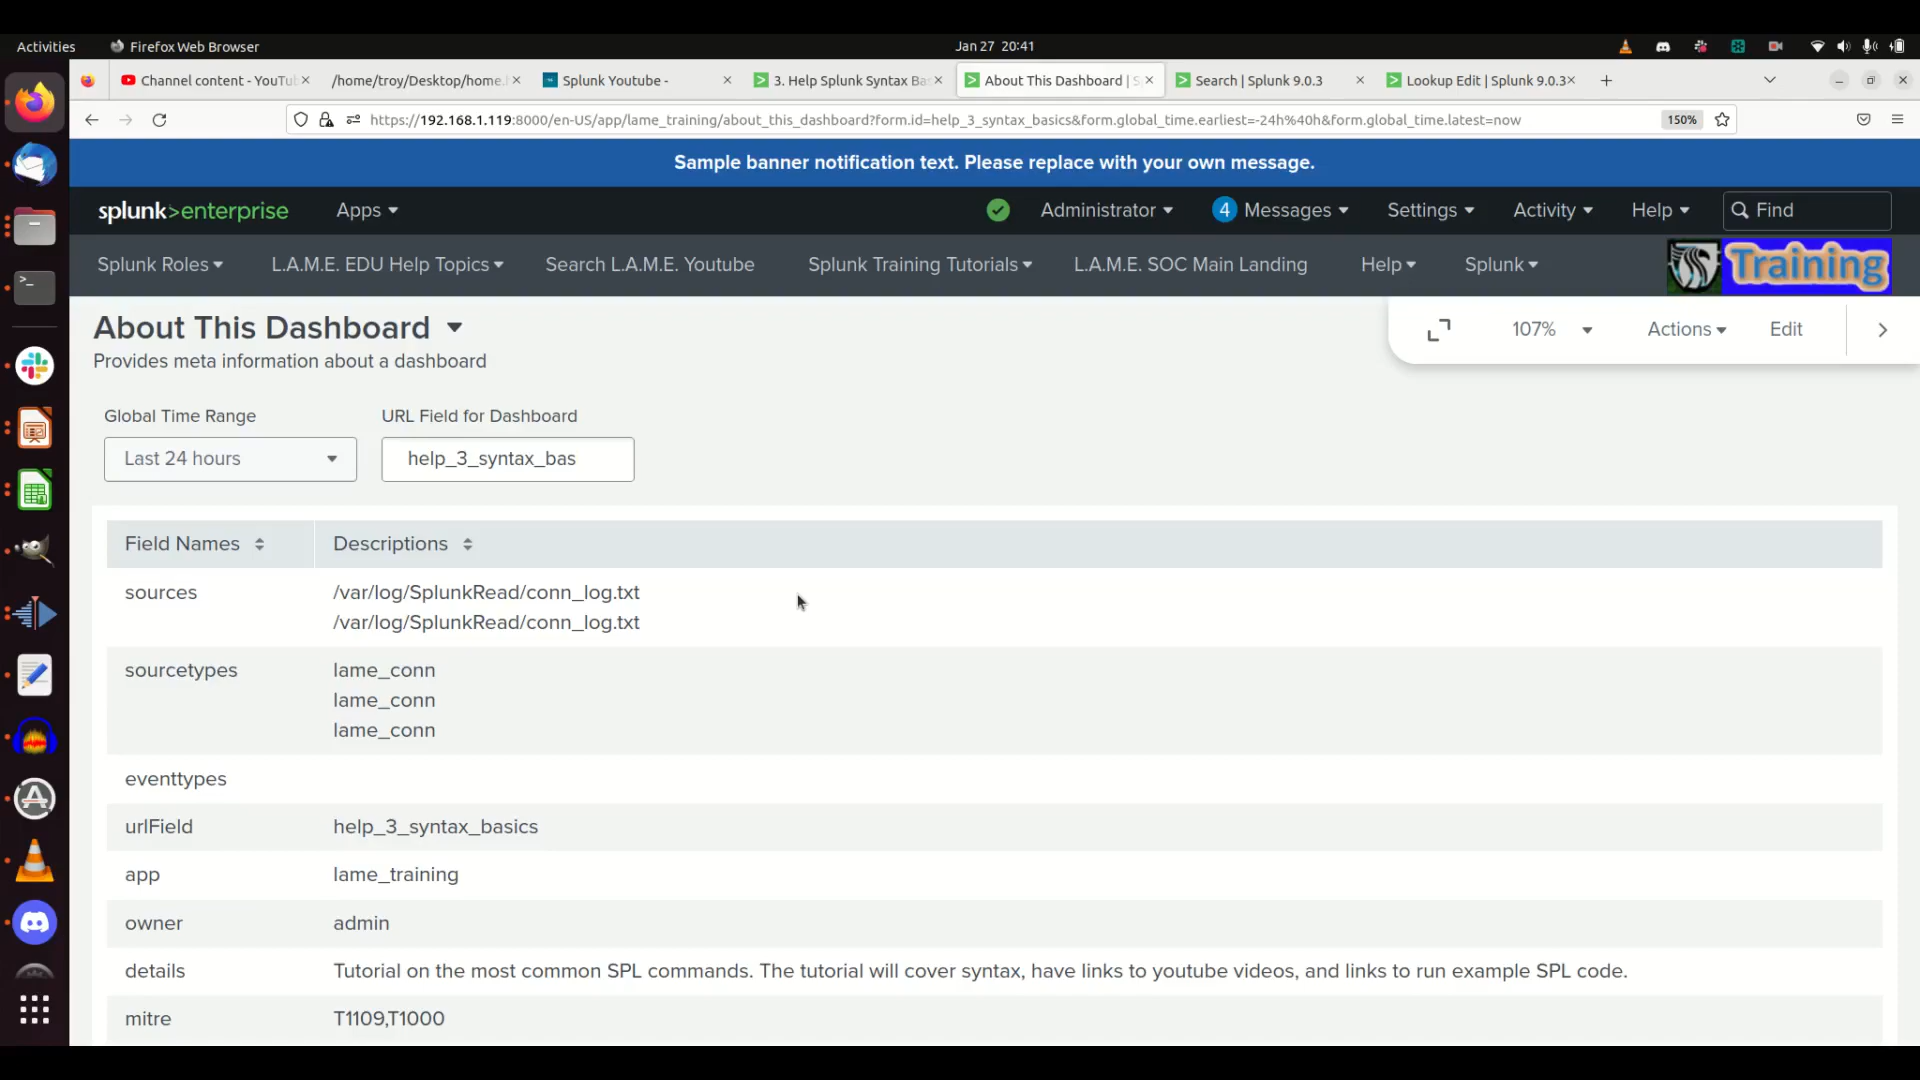 Activities
Firefox Web Browser
Jan 27 20:41
Channel content - YouTu
/home/troy/Desktop/home.
Splunk Youtube -
3. Help Splunk Syntax Ba
About This Dashboard | S
Search | Splunk 9.0.3
Lookup Edit | Splunk 9.0.3
https://192.168.1.119:8000/en-US/app/lame_training/about_this_dashboard?form.id=help_3_syntax_basics&form.global_time.earliest=-24h%40h&form.global_time.latest=now
150%
Sample banner notification text. Please replace with your own message.
splunk>enterprise
Apps
Administrator
4 Messages
Settings
Activity
Help
Find
Splunk Roles
L.A.M.E. EDU Help Topics
Search L.A.M.E. Youtube
Splunk Training Tutorials
L.A.M.E. SOC Main Landing
Help
Splunk
Training
About This Dashboard
Provides meta information about a dashboard
107%
Actions
Edit
Global Time Range
URL Field for Dashboard
Last 24 hours
help_3_syntax_bas
Field Names
Descriptions
sources
/var/log/SplunkRead/conn_log.txt
/var/log/SplunkRead/conn_log.txt
sourcetypes
lame_conn
lame_conn
lame_conn
eventtypes
urlField
help_3_syntax_basics
app
lame_training
owner
admin
details
Tutorial on the most common SPL commands. The tutorial will cover syntax, have links to youtube videos, and links to run example SPL code.
mitre
T1109,T1000